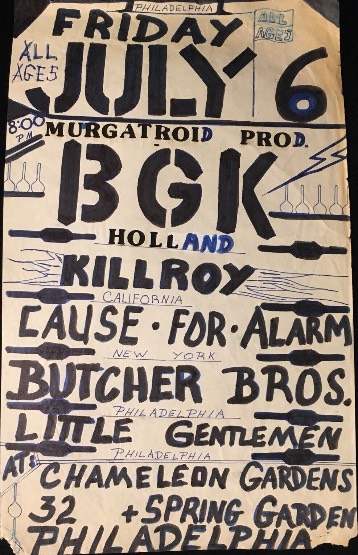 PHILADELPHIA
FRIDAY
ALL AGES
ALL AGES
JULY 6
8:00 PM
MURGATROID PROD.
BGK
HOLLAND
KILLROY
CALIFORNIA
CAUSE·FOR·ALARM
NEW YORK
BUTCHER BROS.
PHILADELPHIA
LITTLE GENTLEMEN
PHILADELPHIA
AT:
CHAMELEON GARDENS
32 + SPRING GARDEN
PHILADELPHIA